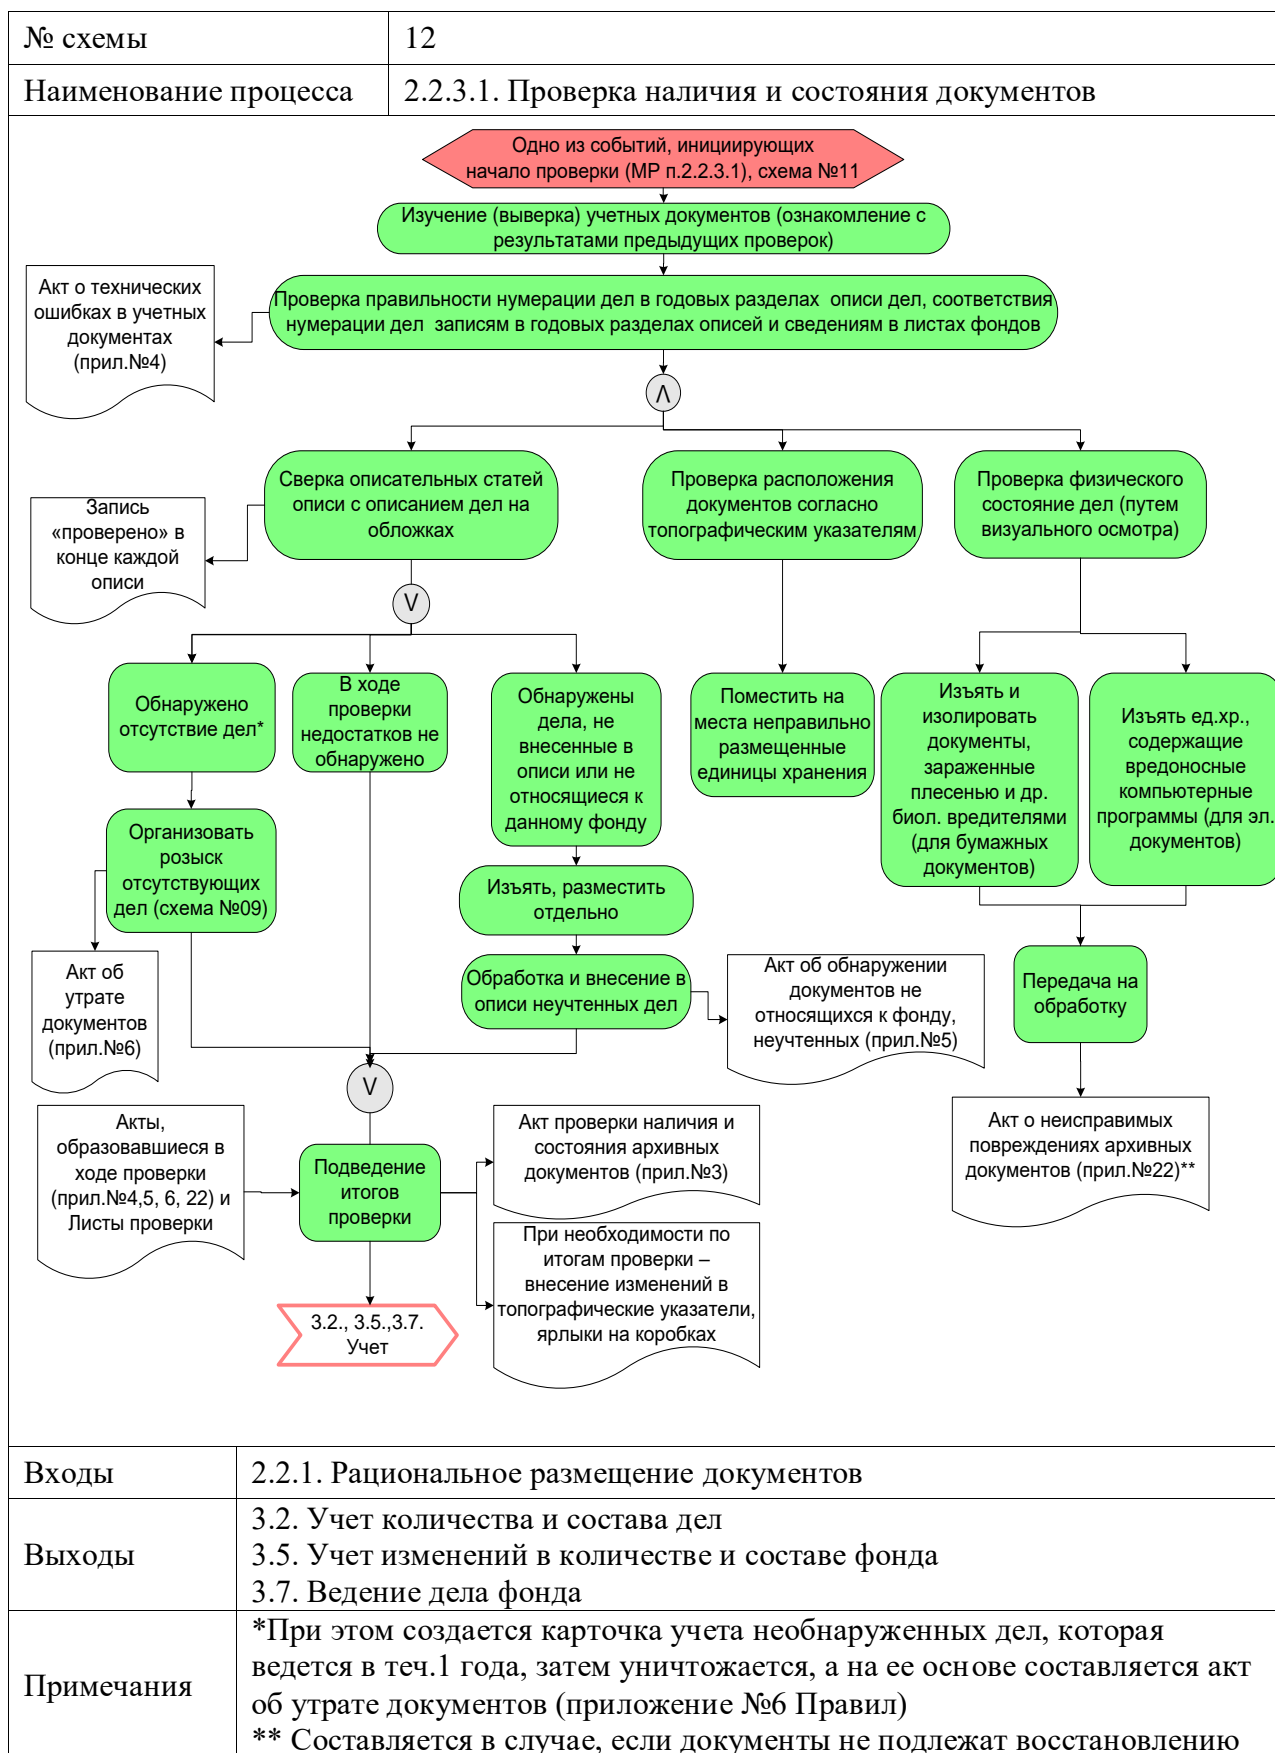 № схемы
12
Наименование процесса
2.2.3.1. Проверка наличия и состояния документов
Одно из событий, инициирующих
начало проверки (МР п.2.2.3.1), схема №11
Изучение (выверка) учетных документов (ознакомление с
результатами предыдущих проверок)
Акт о технических
ошибках в учетных
документах
(прил.№4)
Проверка правильности нумерации дел в годовых разделах описи дел, соответствия
нумерации дел записям в годовых разделах описей и сведениям в листах фондов
Λ
Сверка описательных статей
описи с описанием дел на
обложках
Проверка расположения
документов согласно
топографическим указателям
Проверка физического
состояние дел (путем
визуального осмотра)
Запись
«проверено» в
конце каждой
описи
V
Обнаружено
отсутствие дел*
В ходе
проверки
недостатков не
обнаружено
Обнаружены
дела, не
внесенные в
описи или не
относящиеся к
данному фонду
Поместить на
места неправильно
размещенные
единицы хранения
Изъять и
изолировать
документы,
зараженные
плесенью и др.
биол. вредителями
(для бумажных
документов)
Изъять ед.хр.,
содержащие
вредоносные
компьютерные
программы (для эл.
документов)
Организовать
розыск
отсутствующих
дел (схема №09)
Изъять, разместить
отдельно
Акт об
утрате
документов
(прил.№6)
Обработка и внесение в
описи неучтенных дел
Акт об обнаружении
документов не
относящихся к фонду,
неучтенных (прил.№5)
Передача на
обработку
V
Акты,
образовавшиеся в
ходе проверки
(прил.№4,5, 6, 22) и
Листы проверки
Подведение
итогов
проверки
Акт проверки наличия и
состояния архивных
документов (прил.№3)
Акт о неисправимых
повреждениях архивных
документов (прил.№22)**
При необходимости по
итогам проверки –
внесение изменений в
топографические указатели,
ярлыки на коробках
3.2., 3.5.,3.7.
Учет
Входы
2.2.1. Рациональное размещение документов
Выходы
3.2. Учет количества и состава дел
3.5. Учет изменений в количестве и составе фонда
3.7. Ведение дела фонда
Примечания
*При этом создается карточка учета необнаруженных дел, которая
ведется в теч.1 года, затем уничтожается, а на ее основе составляется акт
об утрате документов (приложение №6 Правил)
** Составляется в случае, если документы не подлежат восстановлению